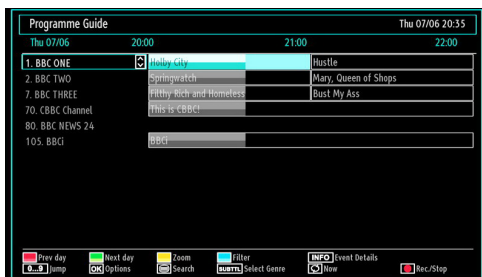 Programme Guide Thu 07/06 20:35
Thu 07/06 20:00 21:00 22:00
1. BBC ONE Holby City Hustle
2. BBC TWO Springwatch Mary, Queen of Shops
7. BBC THREE Filthy Rich and Homeless Bust My Ass
70. CBBC Channel This is CBBC!
80. BBC NEWS 24
105. BBCi BBCi
Prev day Next day Zoom Filter INFO Event Details
0...9 Jump OK Options Search SUBTTL Select Genre Now Rec/Stop